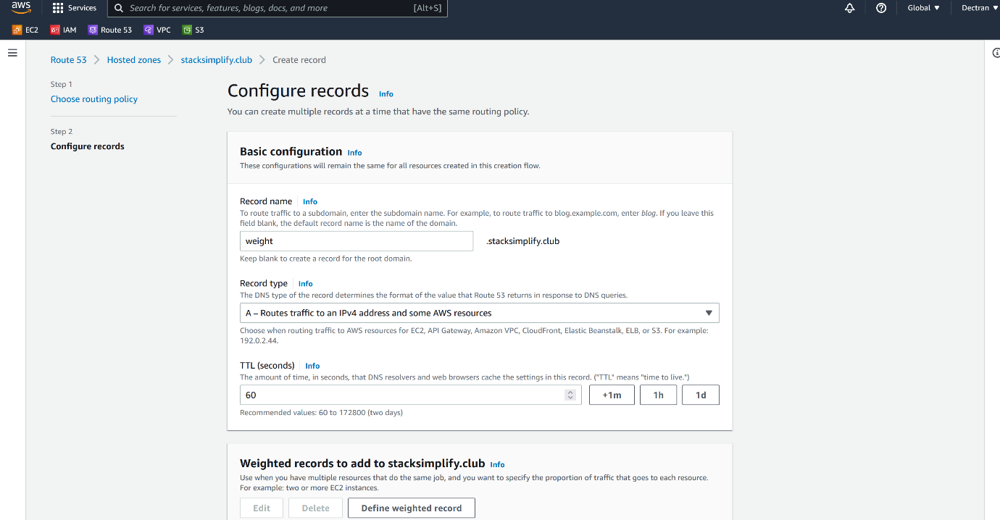 aws
Services
Search for services, features, blogs, docs, and more
[Alt+S]
Global ▼
Dectran ▼
EC2
IAM
Route 53
VPC
S3
Route 53 > Hosted zones > stacksimplify.club > Create record
Step 1
Choose routing policy
Step 2
Configure records
Configure records Info
You can create multiple records at a time that have the same routing policy.
Basic configuration Info
These configurations will remain the same for all resources created in this creation flow.
Record name Info
To route traffic to a subdomain, enter the subdomain name. For example, to route traffic to blog.example.com, enter blog. If you leave this
field blank, the default record name is the name of the domain.
weight .stacksimplify.club
Keep blank to create a record for the root domain.
Record type Info
The DNS type of the record determines the format of the value that Route 53 returns in response to DNS queries.
A – Routes traffic to an IPv4 address and some AWS resources
Choose when routing traffic to AWS resources for EC2, API Gateway, Amazon VPC, CloudFront, Elastic Beanstalk, ELB, or S3. For example:
192.0.2.44.
TTL (seconds) Info
The amount of time, in seconds, that DNS resolvers and web browsers cache the settings in this record. ("TTL" means "time to live.")
60 +1m 1h 1d
Recommended values: 60 to 172800 (two days)
Weighted records to add to stacksimplify.club Info
Use when you have multiple resources that do the same job, and you want to specify the proportion of traffic that goes to each resource.
For example: two or more EC2 instances.
Edit Delete Define weighted record